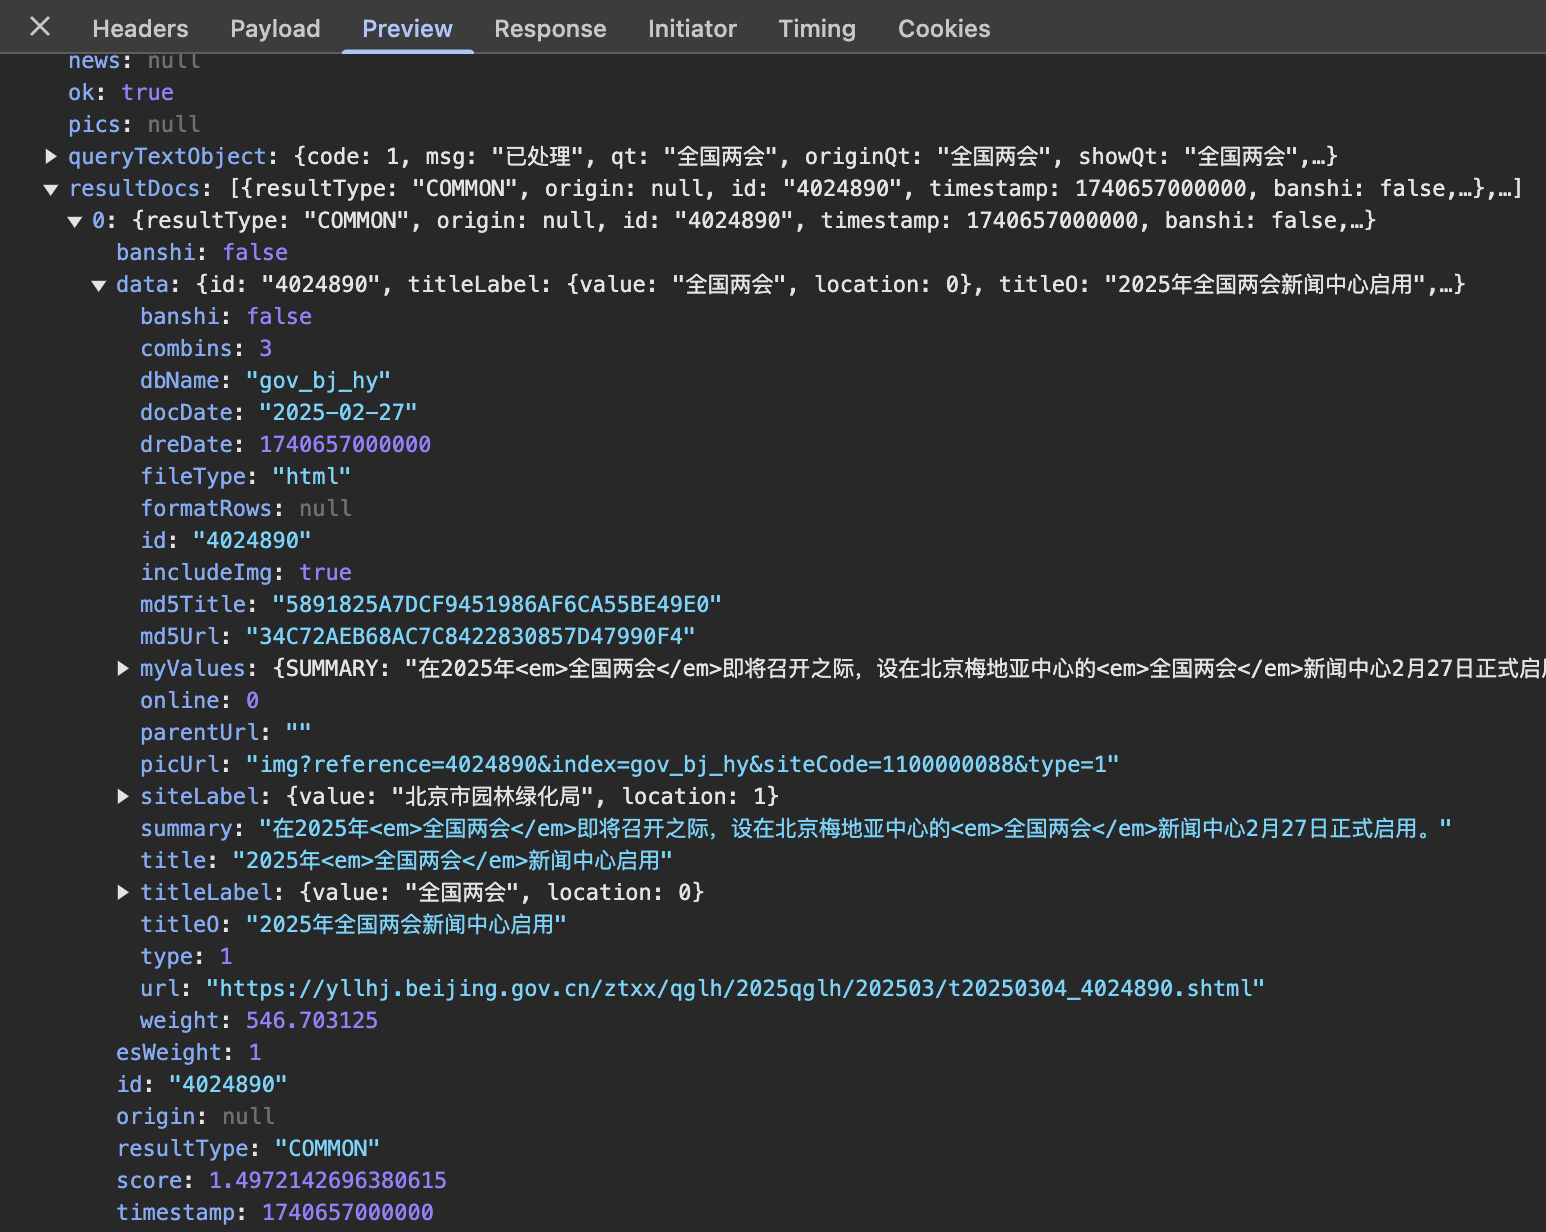 Headers Payload Preview Response Initiator Timing Cookies
news: null
ok: true
pics: null
queryTextObject: {code: 1, msg: "已处理", qt: "全国两会", originQt: "全国两会", showQt: "全国两会",…}
resultDocs: [{resultType: "COMMON", origin: null, id: "4024890", timestamp: 1740657000000, banshi: false,…},…]
0: {resultType: "COMMON", origin: null, id: "4024890", timestamp: 1740657000000, banshi: false,…}
banshi: false
data: {id: "4024890", titleLabel: {value: "全国两会", location: 0}, titleO: "2025年全国两会新闻中心启用",…}
banshi: false
combins: 3
dbName: "gov_bj_hy"
docDate: "2025-02-27"
dreDate: 1740657000000
fileType: "html"
formatRows: null
id: "4024890"
includeImg: true
md5Title: "5891825A7DCF9451986AF6CA55BE49E0"
md5Url: "34C72AEB68AC7C8422830857D47990F4"
myValues: {SUMMARY: "在2025年<em>全国两会</em>即将召开之际，设在北京梅地亚中心的<em>全国两会</em>新闻中心2月27日正式启用
online: 0
parentUrl: ""
picUrl: "img?reference=4024890&index=gov_bj_hy&siteCode=1100000088&type=1"
siteLabel: {value: "北京市园林绿化局", location: 1}
summary: "在2025年<em>全国两会</em>即将召开之际，设在北京梅地亚中心的<em>全国两会</em>新闻中心2月27日正式启用。"
title: "2025年<em>全国两会</em>新闻中心启用"
titleLabel: {value: "全国两会", location: 0}
titleO: "2025年全国两会新闻中心启用"
type: 1
url: "https://yllhj.beijing.gov.cn/ztxx/qglh/2025qglh/202503/t20250304_4024890.shtml"
weight: 546.703125
esWeight: 1
id: "4024890"
origin: null
resultType: "COMMON"
score: 1.4972142696380615
timestamp: 1740657000000